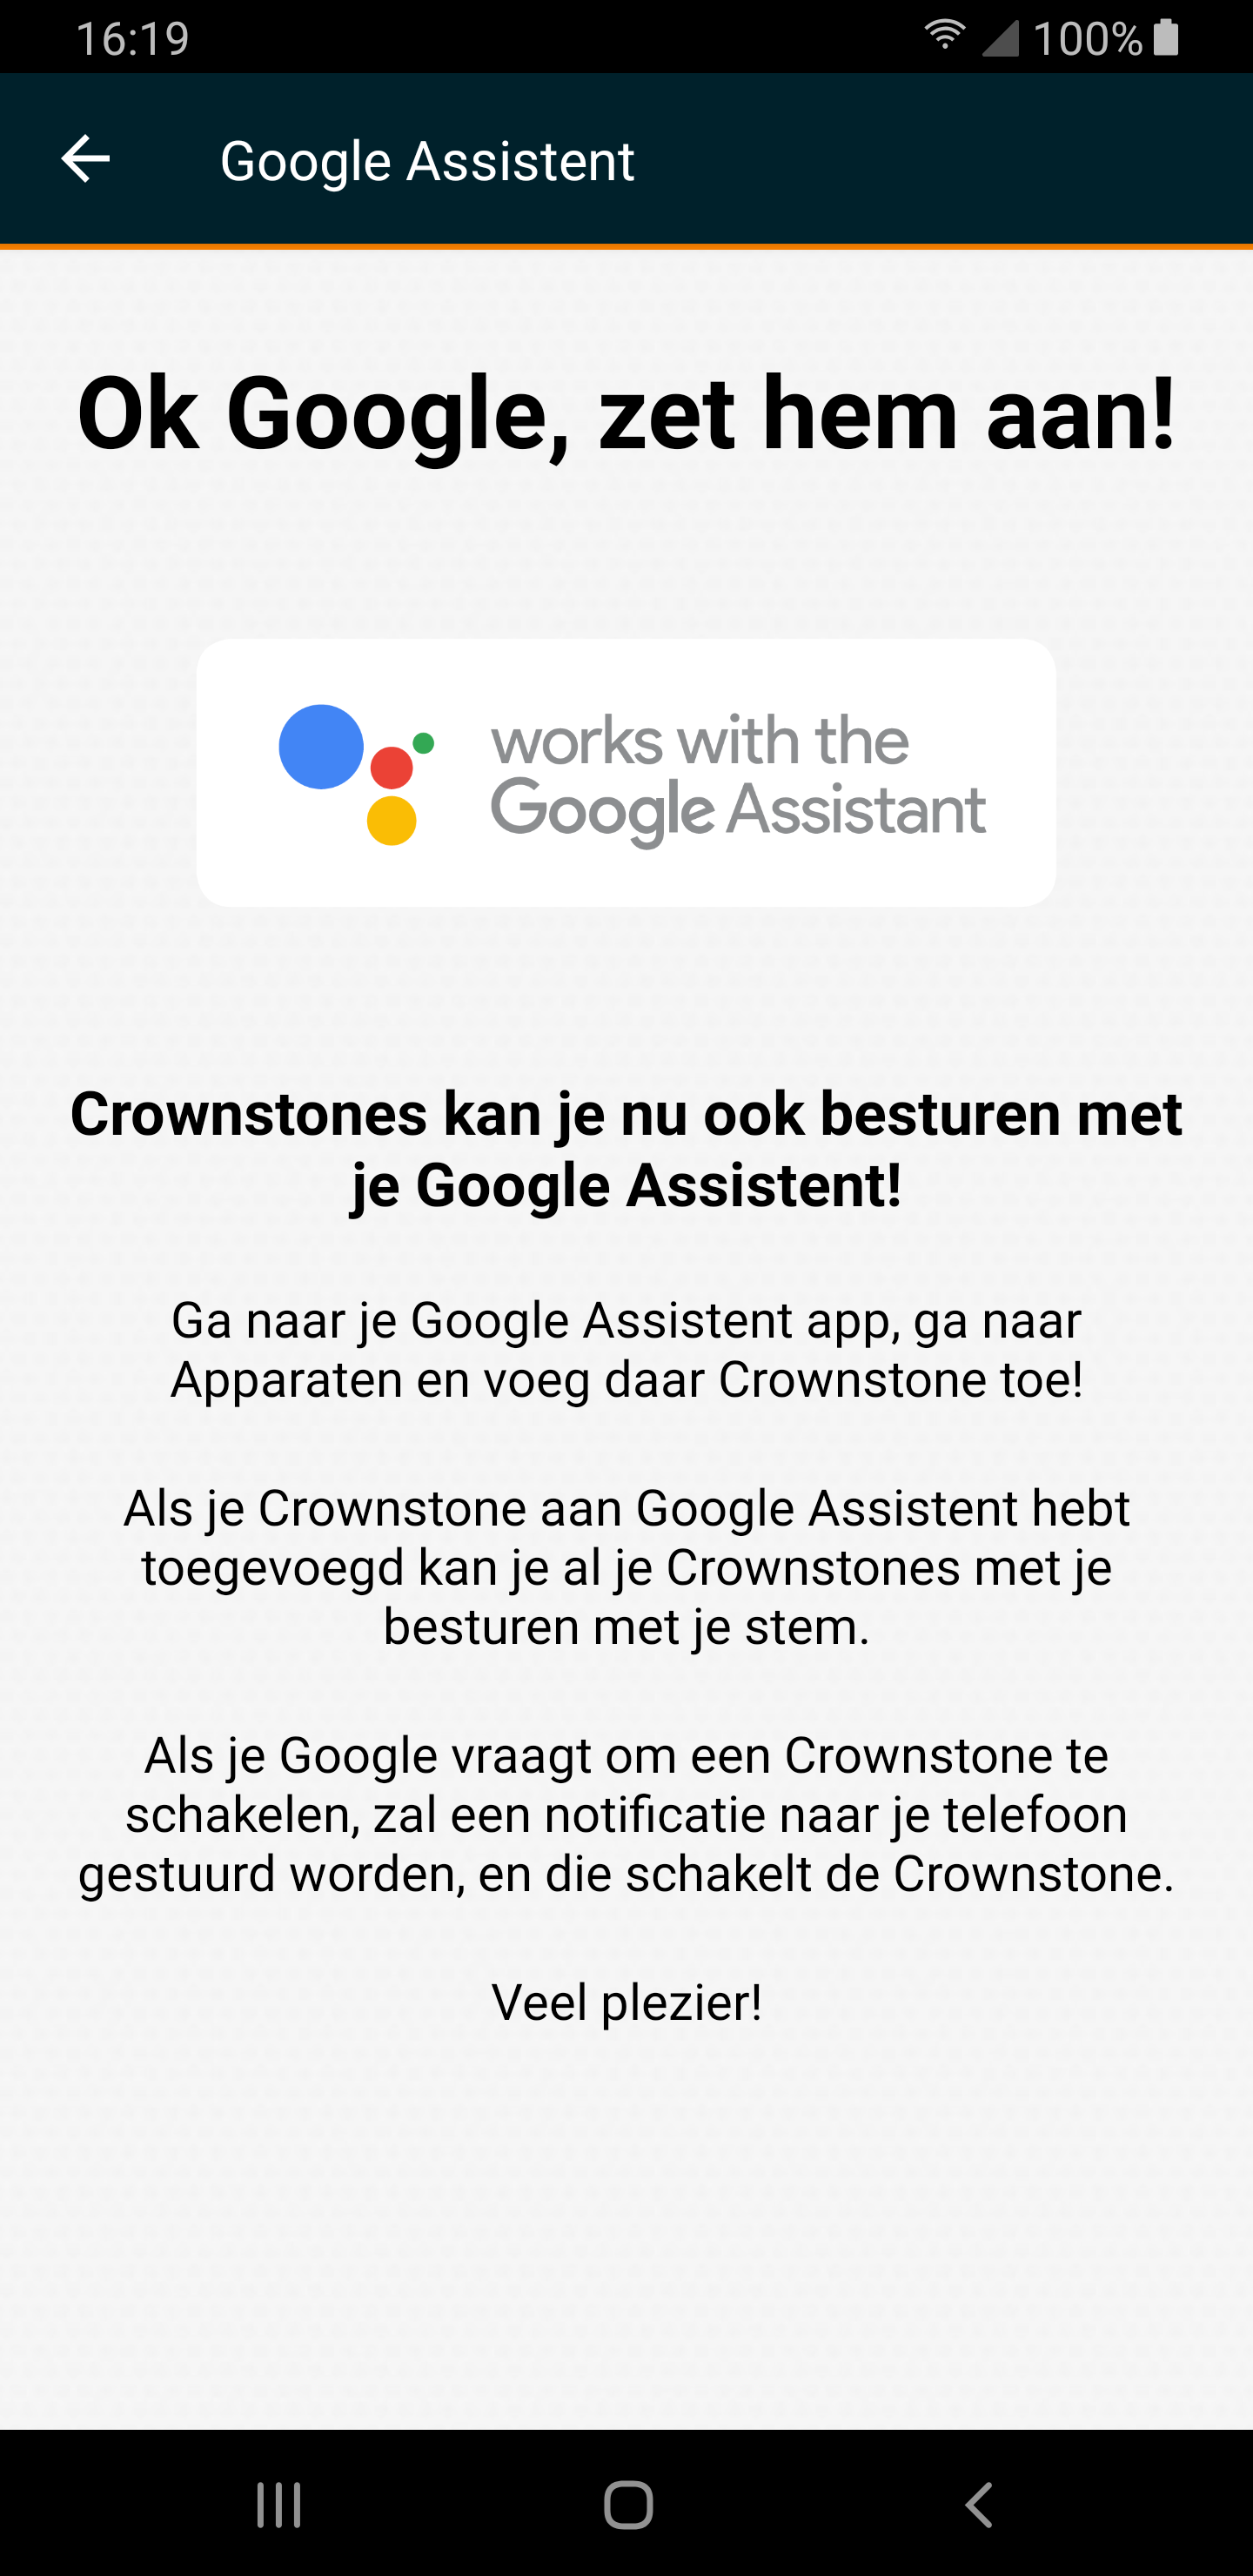 16:19
100%
Google Assistent
Ok Google, zet hem aan!
works with the
Google Assistant
Crownstones kan je nu ook besturen met
je Google Assistent!
Ga naar je Google Assistent app, ga naar
Apparaten en voeg daar Crownstone toe!
Als je Crownstone aan Google Assistent hebt
toegevoegd kan je al je Crownstones met je
besturen met je stem.
Als je Google vraagt om een Crownstone te
schakelen, zal een notificatie naar je telefoon
gestuurd worden, en die schakelt de Crownstone.
Veel plezier!